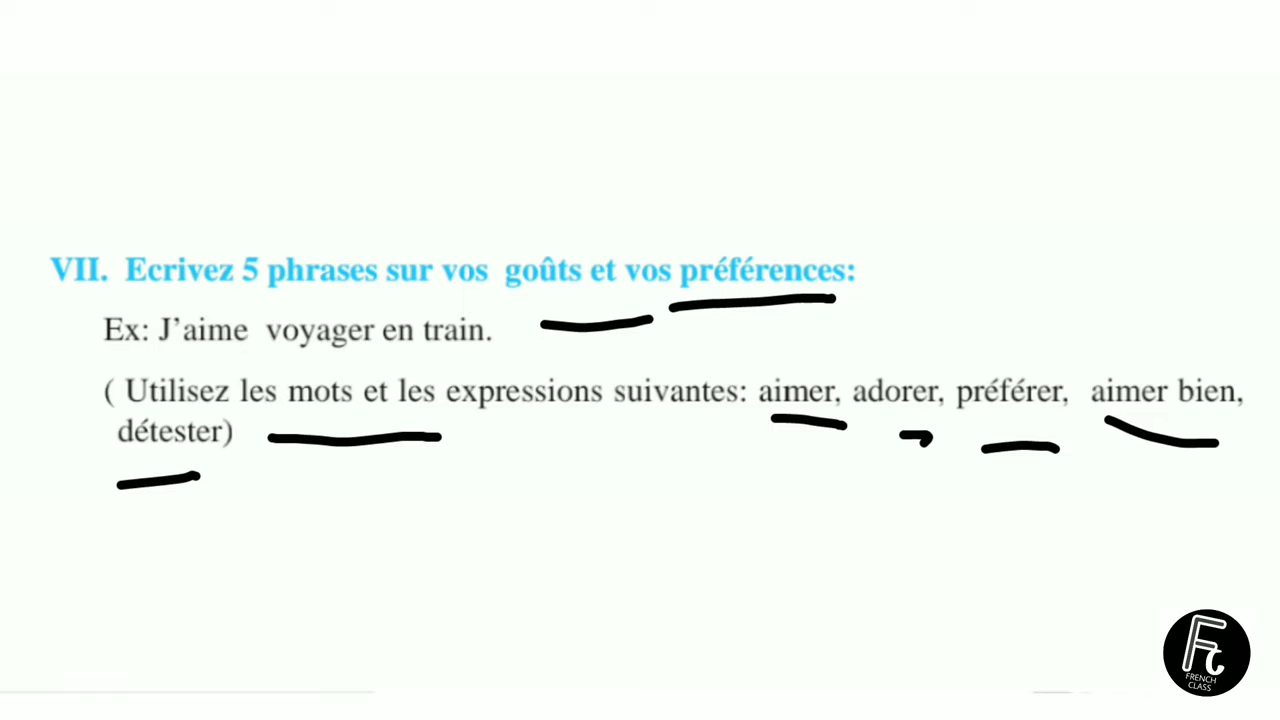 VII. Ecrivez 5 phrases sur vos goûts et vos préférences:
Ex: J’aime voyager en train.
( Utilisez les mots et les expressions suivantes: aimer, adorer, préférer, aimer bien,
détester)
FC
FRENCH
CLASS